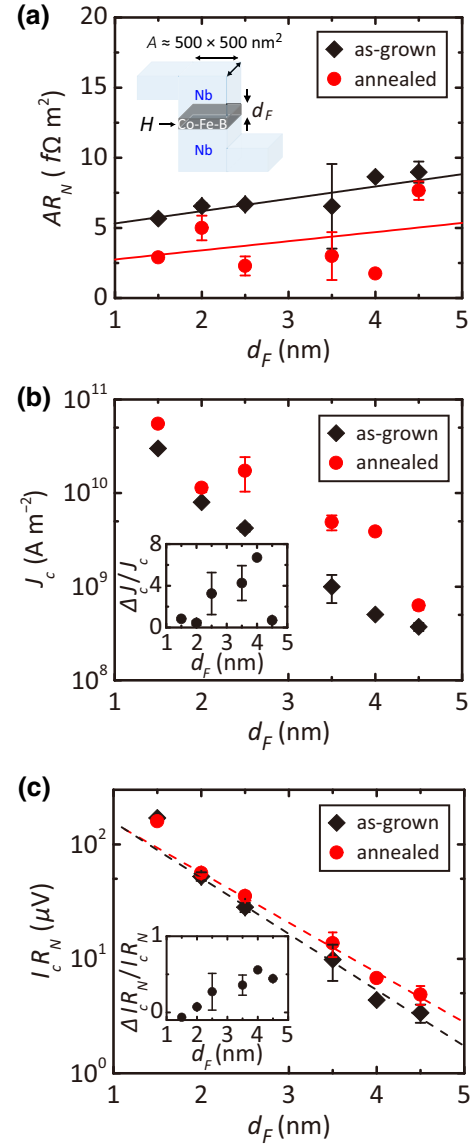 (a)
A ≈ 500 × 500 nm²
as-grown
annealed
Nb
H
Co-Fe-B
d_F
Nb
AR_N ( fΩ m²)
20
15
10
5
0
1 2 3 4 5
d_F (nm)
(b)
as-grown
annealed
J_c (A m⁻²)
10¹¹
10¹⁰
10⁹
10⁸
ΔJ_c/J_c
8
4
0
1 2 3 4 5
d_F (nm)
1 2 3 4 5
d_F (nm)
(c)
as-grown
annealed
I_c R_N (μV)
10²
10¹
10⁰
ΔI_cR_N/I_cR_N
1
0
1 2 3 4 5
d_F (nm)
1 2 3 4 5
d_F (nm)